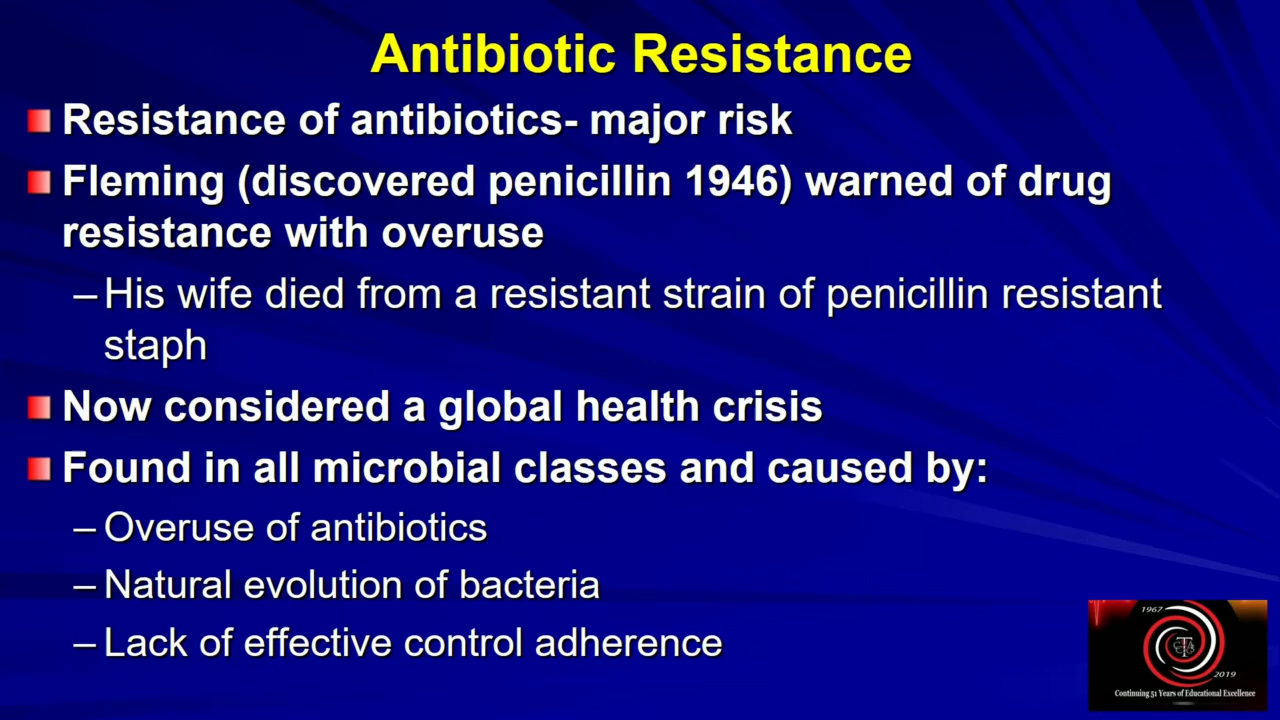 Antibiotic Resistance
Resistance of antibiotics- major risk
Fleming (discovered penicillin 1946) warned of drug
resistance with overuse
– His wife died from a resistant strain of penicillin resistant
staph
Now considered a global health crisis
Found in all microbial classes and caused by:
– Overuse of antibiotics
– Natural evolution of bacteria
– Lack of effective control adherence
1967
2019
Continuing 51 Years of Educational Excellence